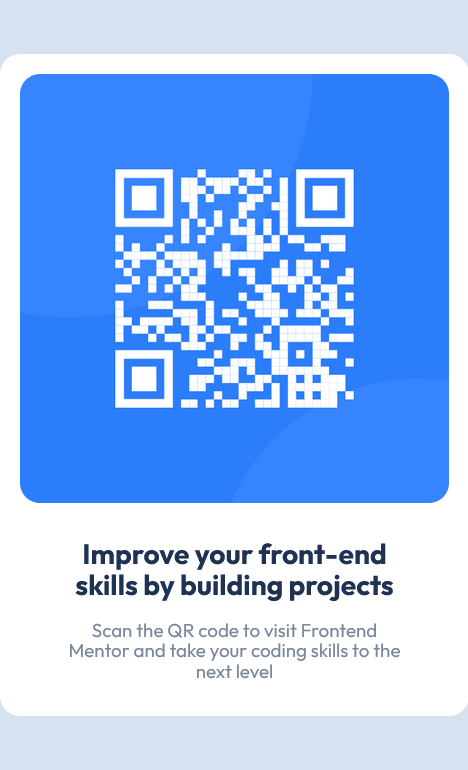 Improve your front-end
skills by building projects
Scan the QR code to visit Frontend
Mentor and take your coding skills to the
next level